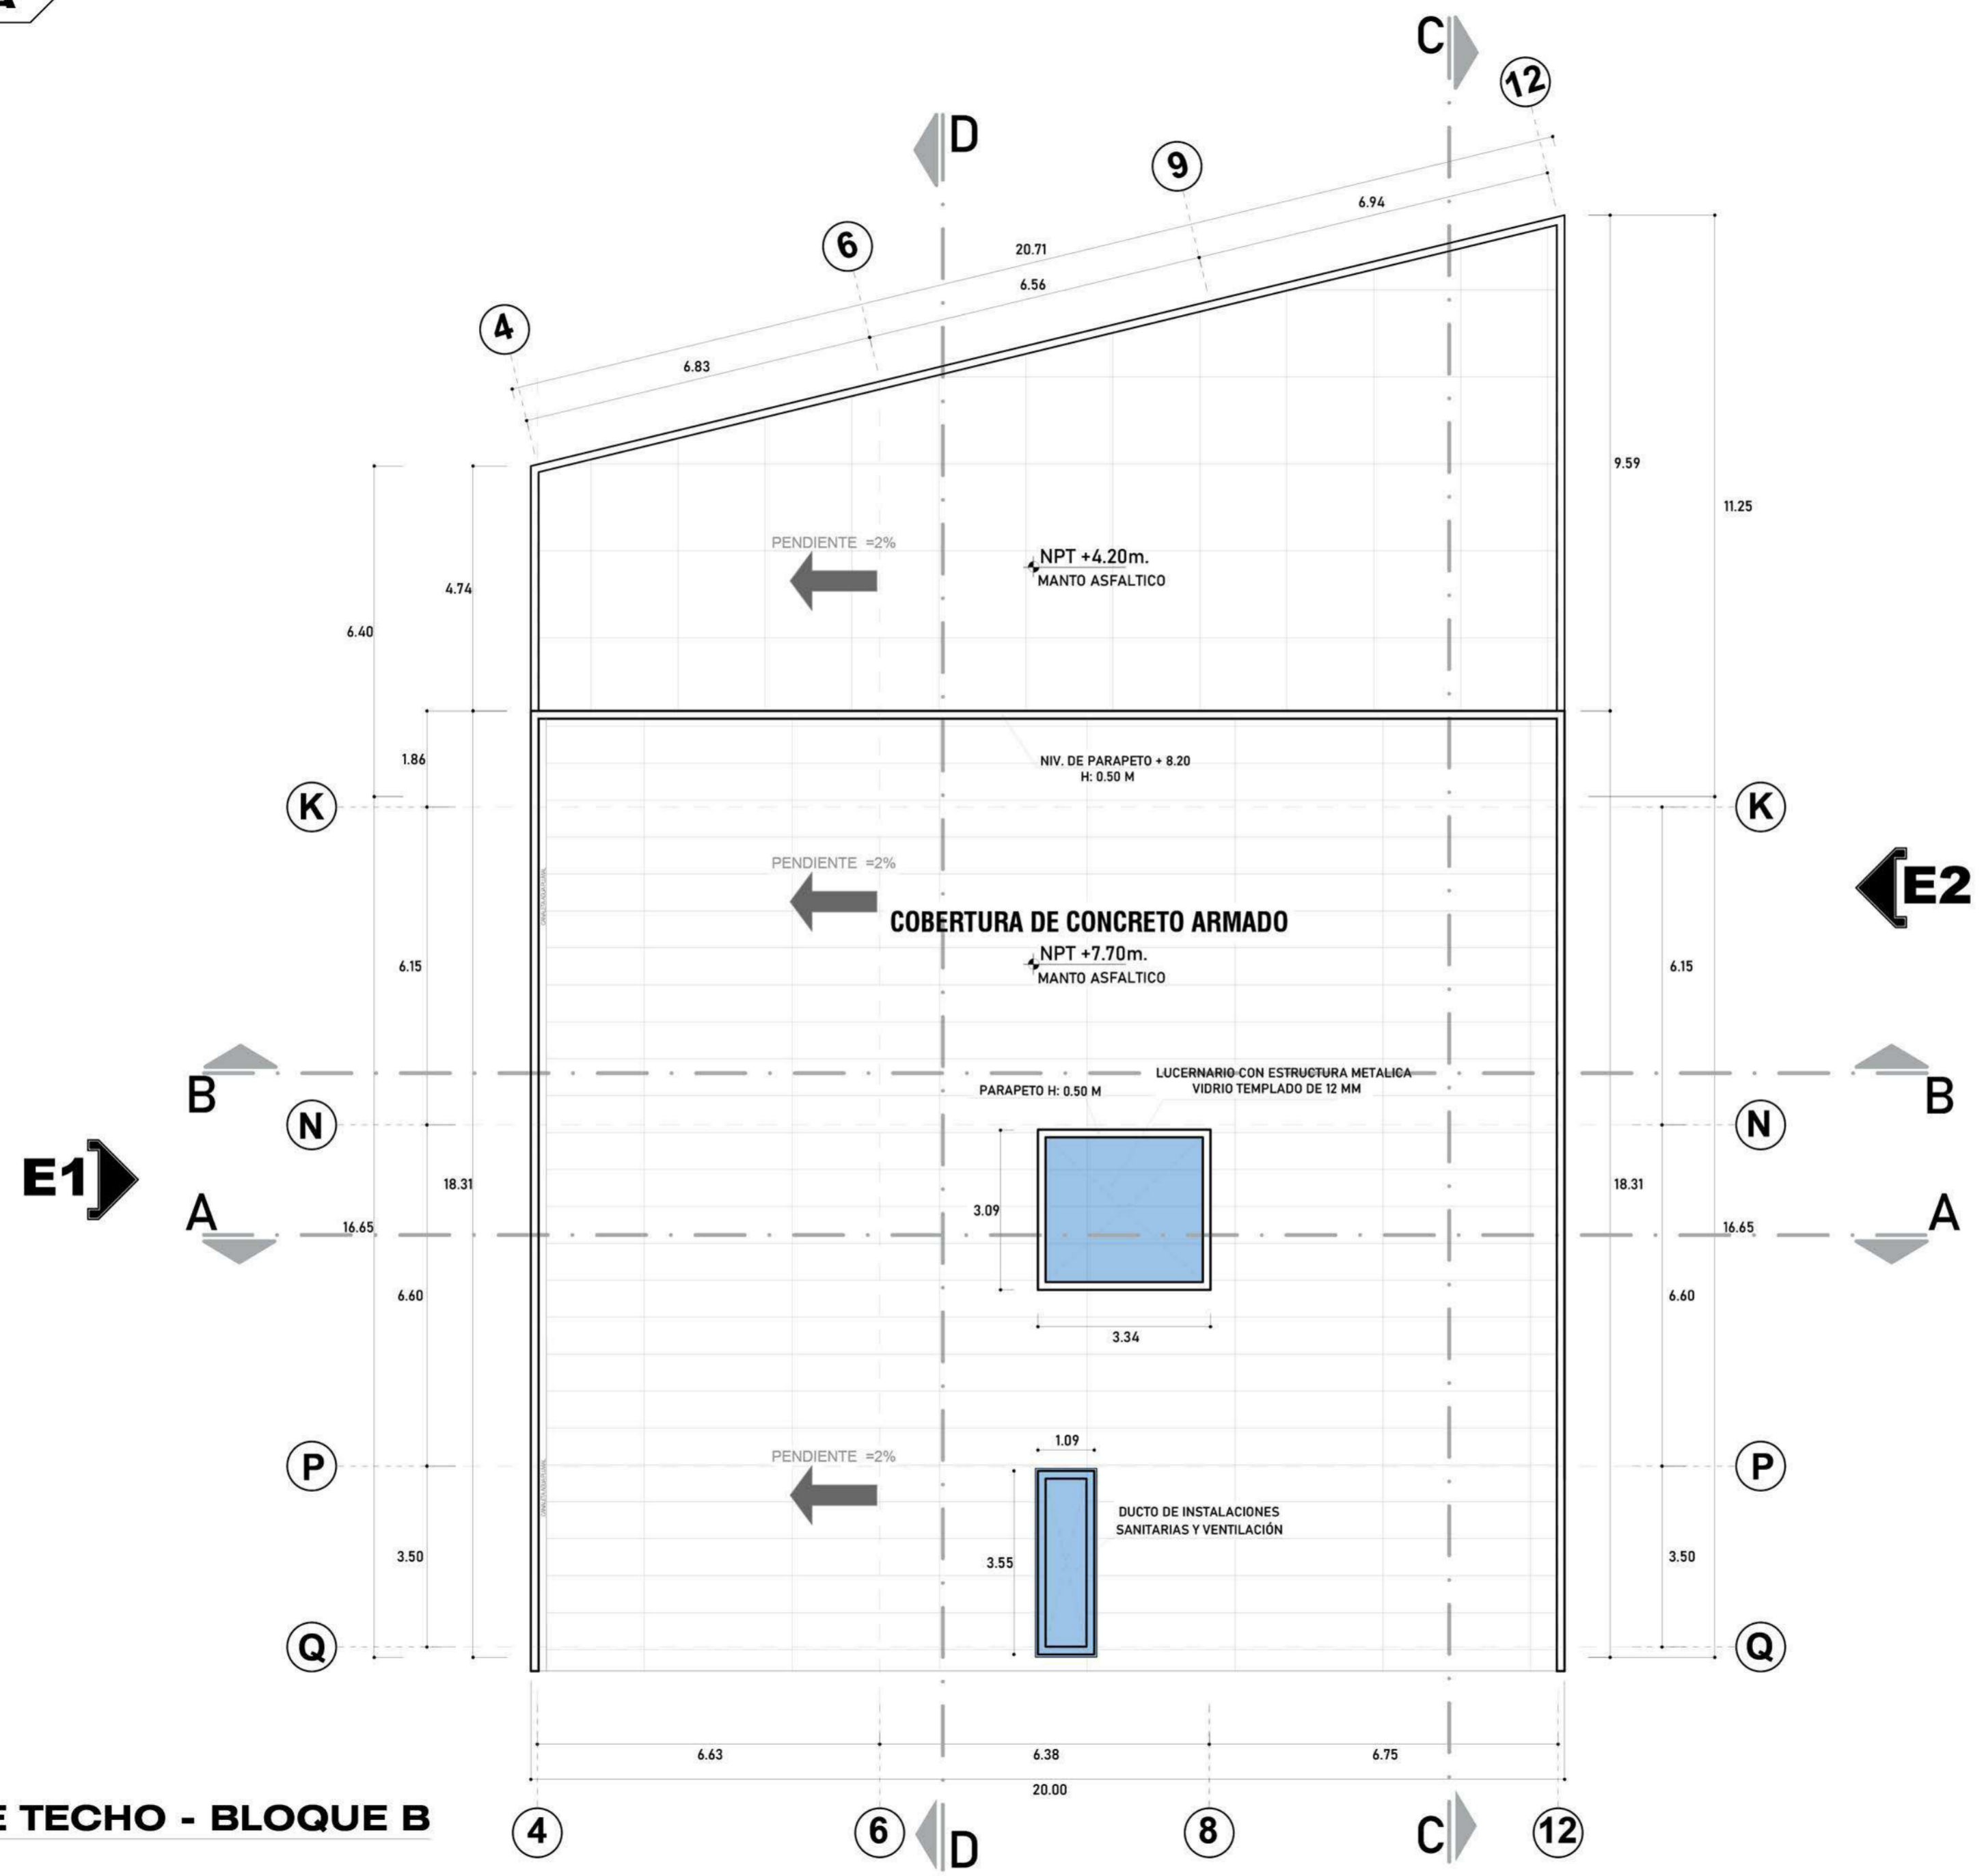 A
C
12
D
9
6.94
6
20.71
6.56
4
6.83
9.59
11.25
PENDIENTE =2%
NPT +4.20m.
MANTO ASFALTICO
4.74
6.40
1.86
NIV. DE PARAPETO + 8.20
H: 0.50 M
K
K
PENDIENTE =2%
E2
COBERTURA DE CONCRETO ARMADO
NPT +7.70m.
MANTO ASFALTICO
6.15
6.15
LUCERNARIO CON ESTRUCTURA METALICA
VIDRIO TEMPLADO DE 12 MM
PARAPETO H: 0.50 M
B
B
N
N
E1
18.31
18.31
A
A
3.09
16.65
16.65
6.60
6.60
3.34
1.09
PENDIENTE =2%
P
P
DUCTO DE INSTALACIONES
SANITARIAS Y VENTILACIÓN
3.50
3.55
3.50
Q
Q
6.63
6.38
6.75
20.00
E TECHO - BLOQUE B
4
6
D
8
C
12